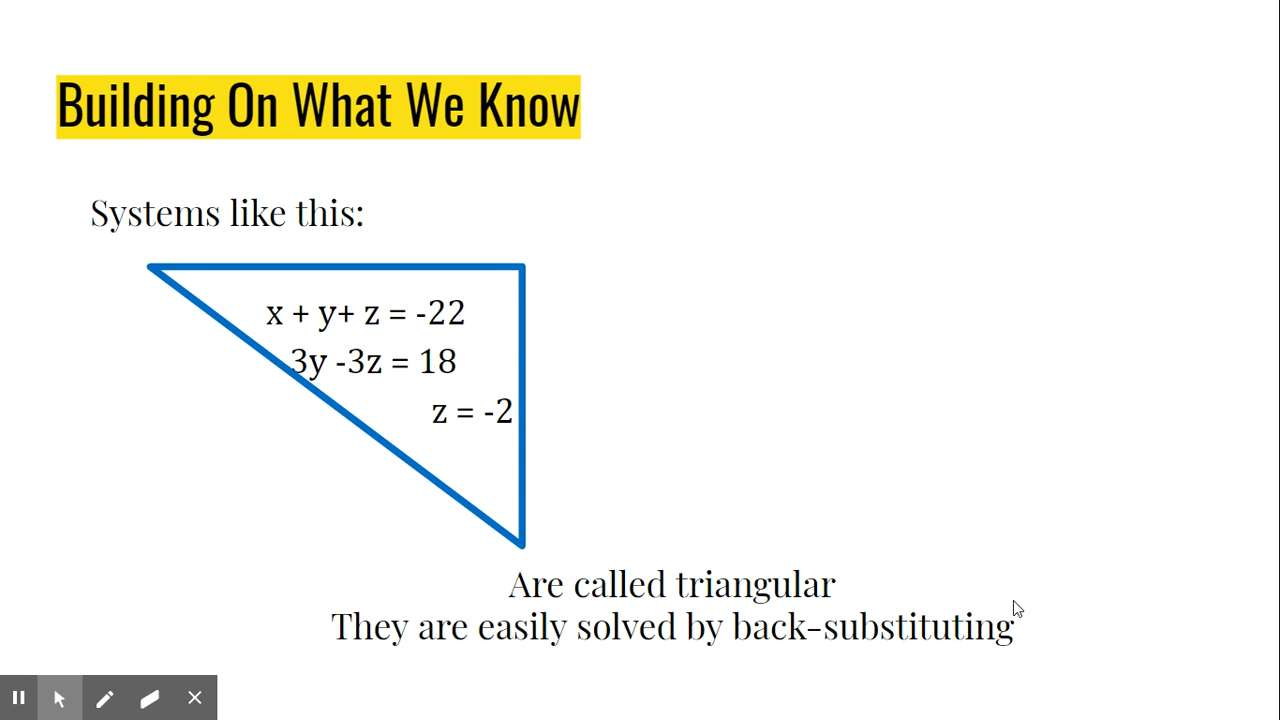 Building On What We Know
Systems like this:
x + y+ z = -22
3y -3z = 18
z = -2
Are called triangular
They are easily solved by back-substituting